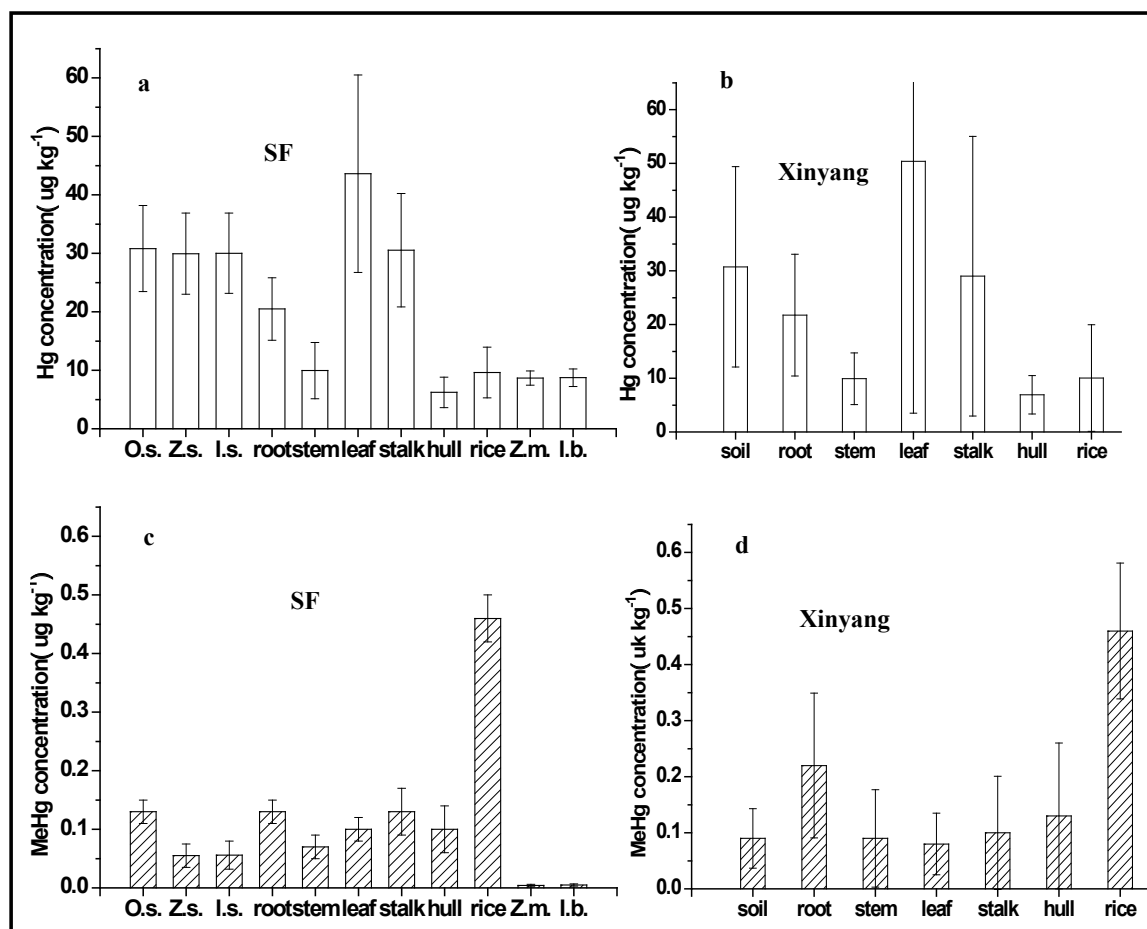 a
SF
Hg concentration( ug kg-1)
60
50
40
30
20
10
0
O.s. Z.s. I.s. root stem leaf stalk hull rice Z.m. I.b.
b
Xinyang
Hg concentration( ug kg-1)
60
50
40
30
20
10
0
soil root stem leaf stalk hull rice
c
SF
MeHg concentration( ug kg-1)
0.6
0.5
0.4
0.3
0.2
0.1
0.0
O.s. Z.s. I.s. root stem leaf stalk hull rice Z.m. I.b.
d
Xinyang
MeHg concentration( uk kg-1)
0.6
0.5
0.4
0.3
0.2
0.1
0.0
soil root stem leaf stalk hull rice